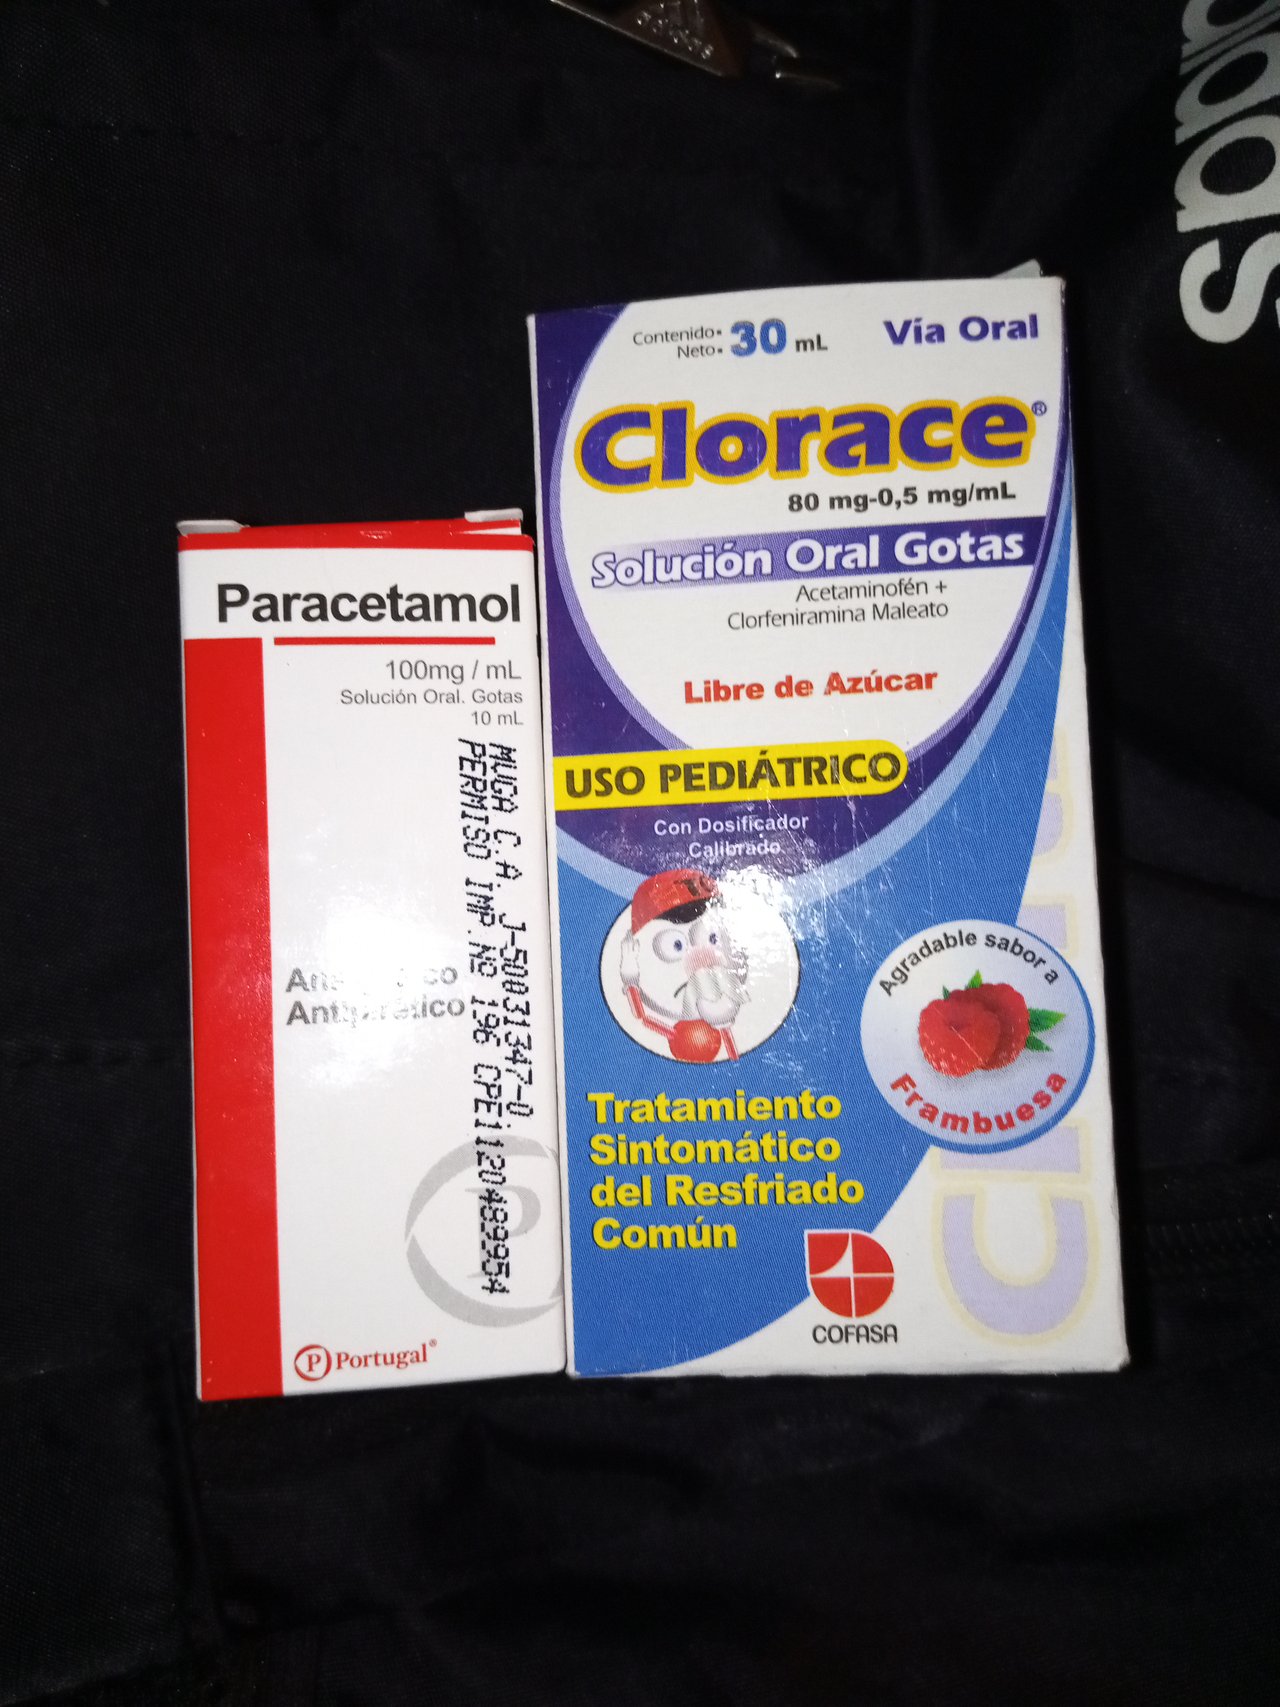 Paracetamol
100mg / mL
Solución Oral. Gotas
10 mL
MUGA C.A. J-50031347-0.
PERMISO IMP. Nº 196 CPE1120489954
P Portugal®
Contenido
Neto: 30 mL
Vía Oral
Clorace®
80 mg-0,5 mg/mL
Solución Oral Gotas
Acetaminofén +
Clorfeniramina Maleato
Libre de Azúcar
USO PEDIÁTRICO
Con Dosificador
Calibrado
Agradable sabor a
Frambuesa
Tratamiento
Sintomático
del Resfriado
Común
COFASA
adidas